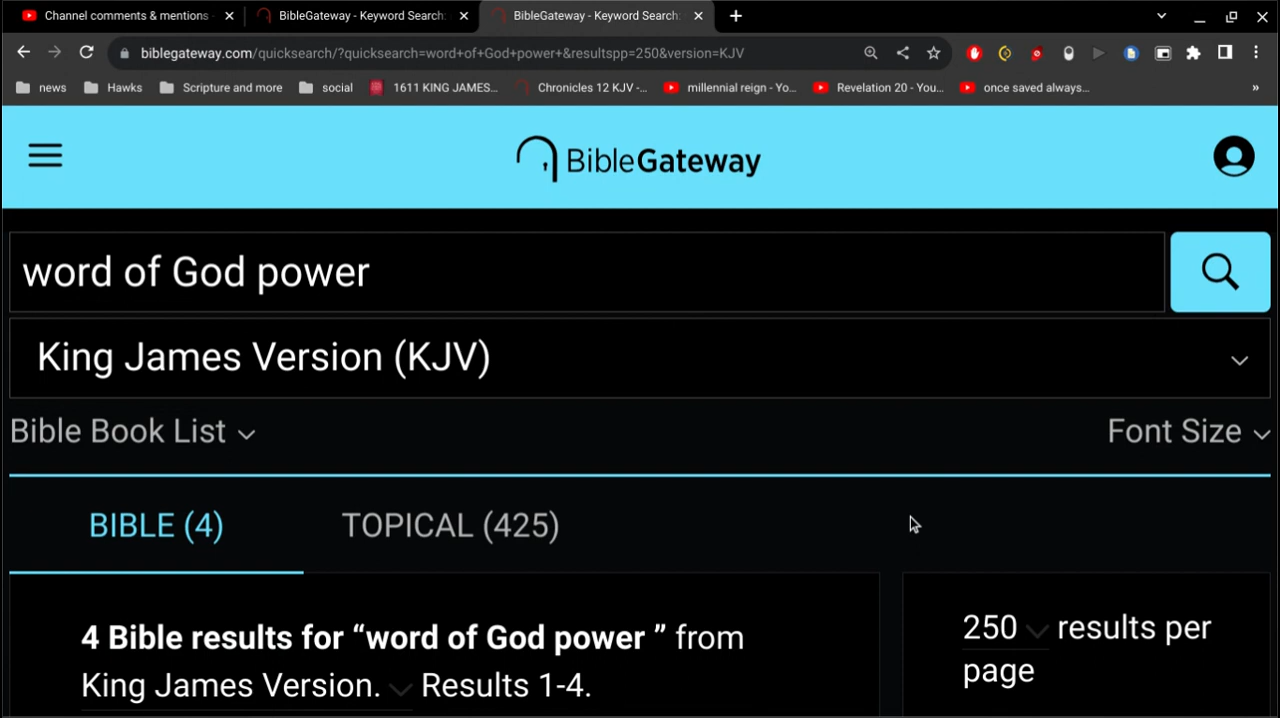 Channel comments & mentions
BibleGateway - Keyword Search:
BibleGateway - Keyword Search:
biblegateway.com/quicksearch/?quicksearch=word+of+God+power+&resultspp=250&version=KJV
news
Hawks
Scripture and more
social
1611 KING JAMES...
Chronicles 12 KJV -...
millennial reign - Yo...
Revelation 20 - You...
once saved always...
»
BibleGateway
word of God power
King James Version (KJV)
Bible Book List
Font Size
BIBLE (4)
TOPICAL (425)
4 Bible results for “word of God power ” from
King James Version. Results 1-4.
250 results per
page